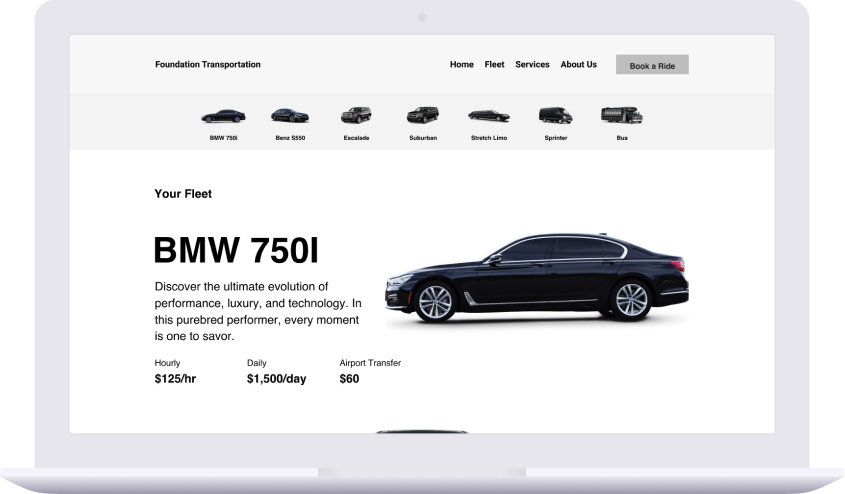 Foundation Transportation
Home Fleet Services About Us Book a Ride
BMW 750i Benz S550 Escalade Suburban Stretch Limo Sprinter Bus
Your Fleet
BMW 750I
Discover the ultimate evolution of
performance, luxury, and technology. In
this purebred performer, every moment
is one to savor.
Hourly Daily Airport Transfer
$125/hr $1,500/day $60